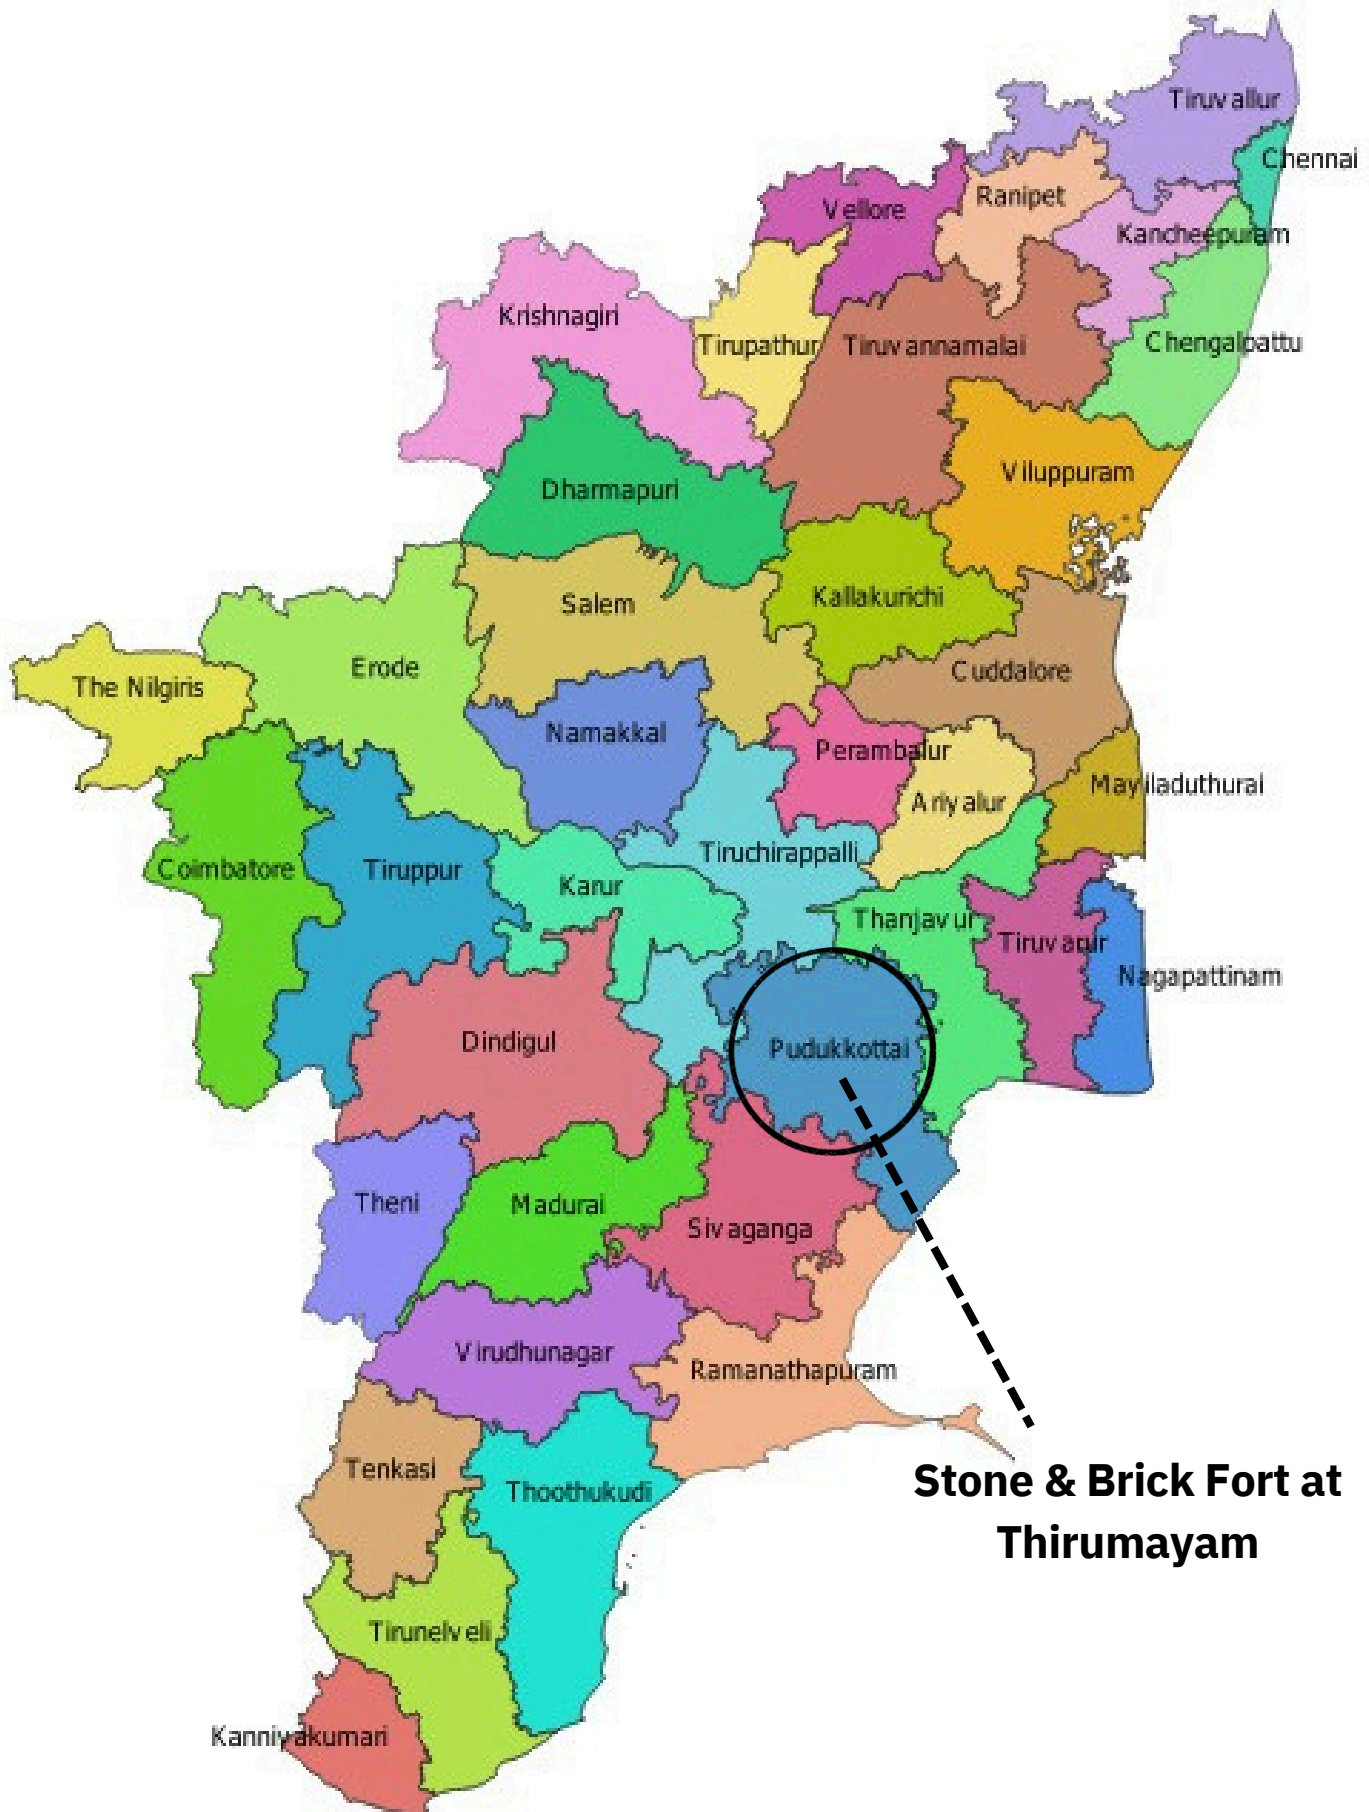 Tiruvallur
Chennai
Ranipet
Vellore
Kancheepuram
Krishnagiri
Tirupathur
Tiruvannamalai
Chengalpattu
Viluppuram
Dharmapuri
Kallakurichi
Salem
Erode
Cuddalore
The Nilgiris
Namakkal
Perambalur
Mayiladuthurai
Ariyalur
Tiruchirappalli
Coimbatore
Tiruppur
Karur
Thanjavur
Tiruvarur
Nagapattinam
Dindigul
Pudukkottai
Theni
Madurai
Sivaganga
Virudhunagar
Ramanathapuram
Tenkasi
Thoothukudi
Stone & Brick Fort at
Thirumayam
Tirunelveli
Kanniyakumari